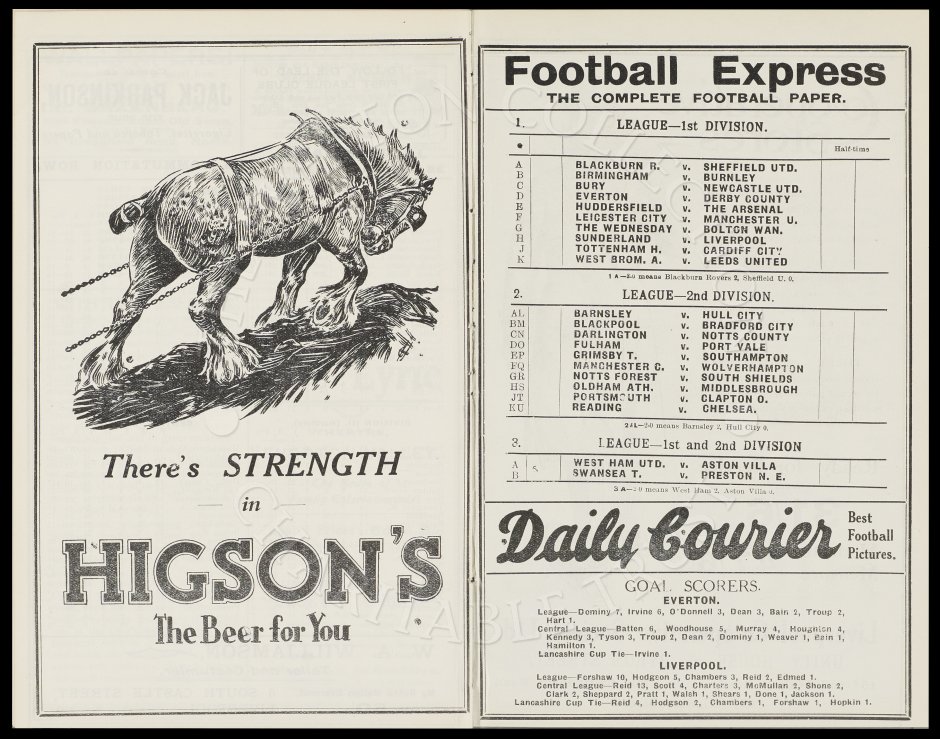 There's STRENGTH
in
HIGSON'S
The Beer for You
Football Express
THE COMPLETE FOOTBALL PAPER.
1. LEAGUE—1st DIVISION.
Half-time
A BLACKBURN R. v. SHEFFIELD UTD.
B BIRMINGHAM v. BURNLEY
C BURY v. NEWCASTLE UTD.
D EVERTON v. DERBY COUNTY
E HUDDERSFIELD v. THE ARSENAL
F LEICESTER CITY v. MANCHESTER U.
G THE WEDNESDAY v. BOLTON WAN.
H SUNDERLAND v. LIVERPOOL
J TOTTENHAM H. v. CARDIFF CITY
K WEST BROM. A. v. LEEDS UNITED
1 A—2-0 means Blackburn Rovers 2, Sheffield U. 0.
2. LEAGUE—2nd DIVISION.
AL BARNSLEY v. HULL CITY
BM BLACKPOOL v. BRADFORD CITY
CN DARLINGTON v. NOTTS COUNTY
DO FULHAM v. PORT VALE
EP GRIMSBY T. v. SOUTHAMPTON
FQ MANCHESTER C. v. WOLVERHAMPTON
GR NOTTS FOREST v. SOUTH SHIELDS
HS OLDHAM ATH. v. MIDDLESBROUGH
JT PORTSMOUTH v. CLAPTON O.
KU READING v. CHELSEA.
2AL—2-0 means Barnsley 2, Hull City 0.
3. LEAGUE—1st and 2nd DIVISION
A WEST HAM UTD. v. ASTON VILLA
B SWANSEA T. v. PRESTON N. E.
3 A—2-0 means West Ham 2, Aston Villa 0.
Daily Courier Best
Football
Pictures.
GOAL SCORERS.
EVERTON.
League—Dominy 7, Irvine 6, O'Donnell 3, Dean 3, Bain 2, Troup 2,
Hart 1.
Central League—Batten 6, Woodhouse 5, Murray 4, Houghton 4,
Kennedy 3, Tyson 3, Troup 2, Dean 2, Dominy 1, Weaver 1, Bain 1,
Hamilton 1.
Lancashire Cup Tie—Irvine 1.
LIVERPOOL.
League—Forshaw 10, Hodgson 5, Chambers 3, Reid 2, Edmed 1.
Central League—Reid 13, Scott 4, Charters 3, McMullan 2, Shone 2,
Clark 2, Sheppard 2, Pratt 1, Walsh 1, Shears 1, Done 1, Jackson 1.
Lancashire Cup Tie—Reid 4, Hodgson 2, Chambers 1, Forshaw 1, Hopkin 1.